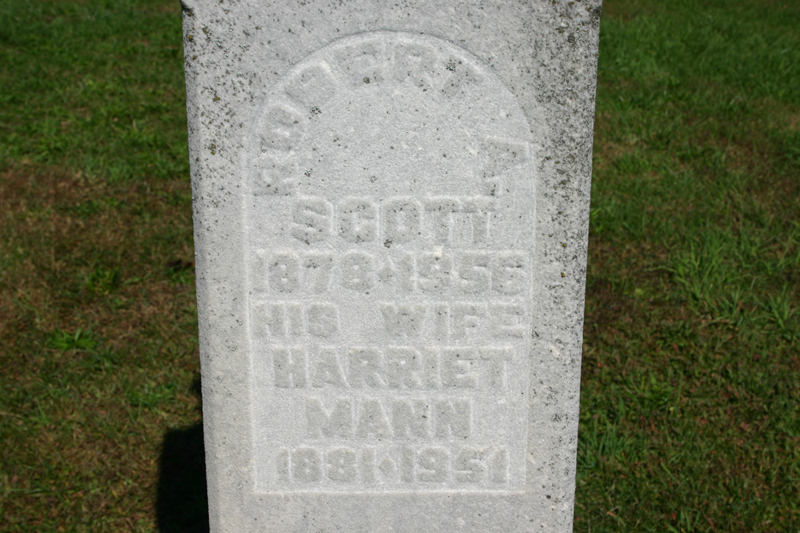 ROBERT A.
SCOTT
1878-1956
HIS WIFE
HARRIET
MANN
1881-1951